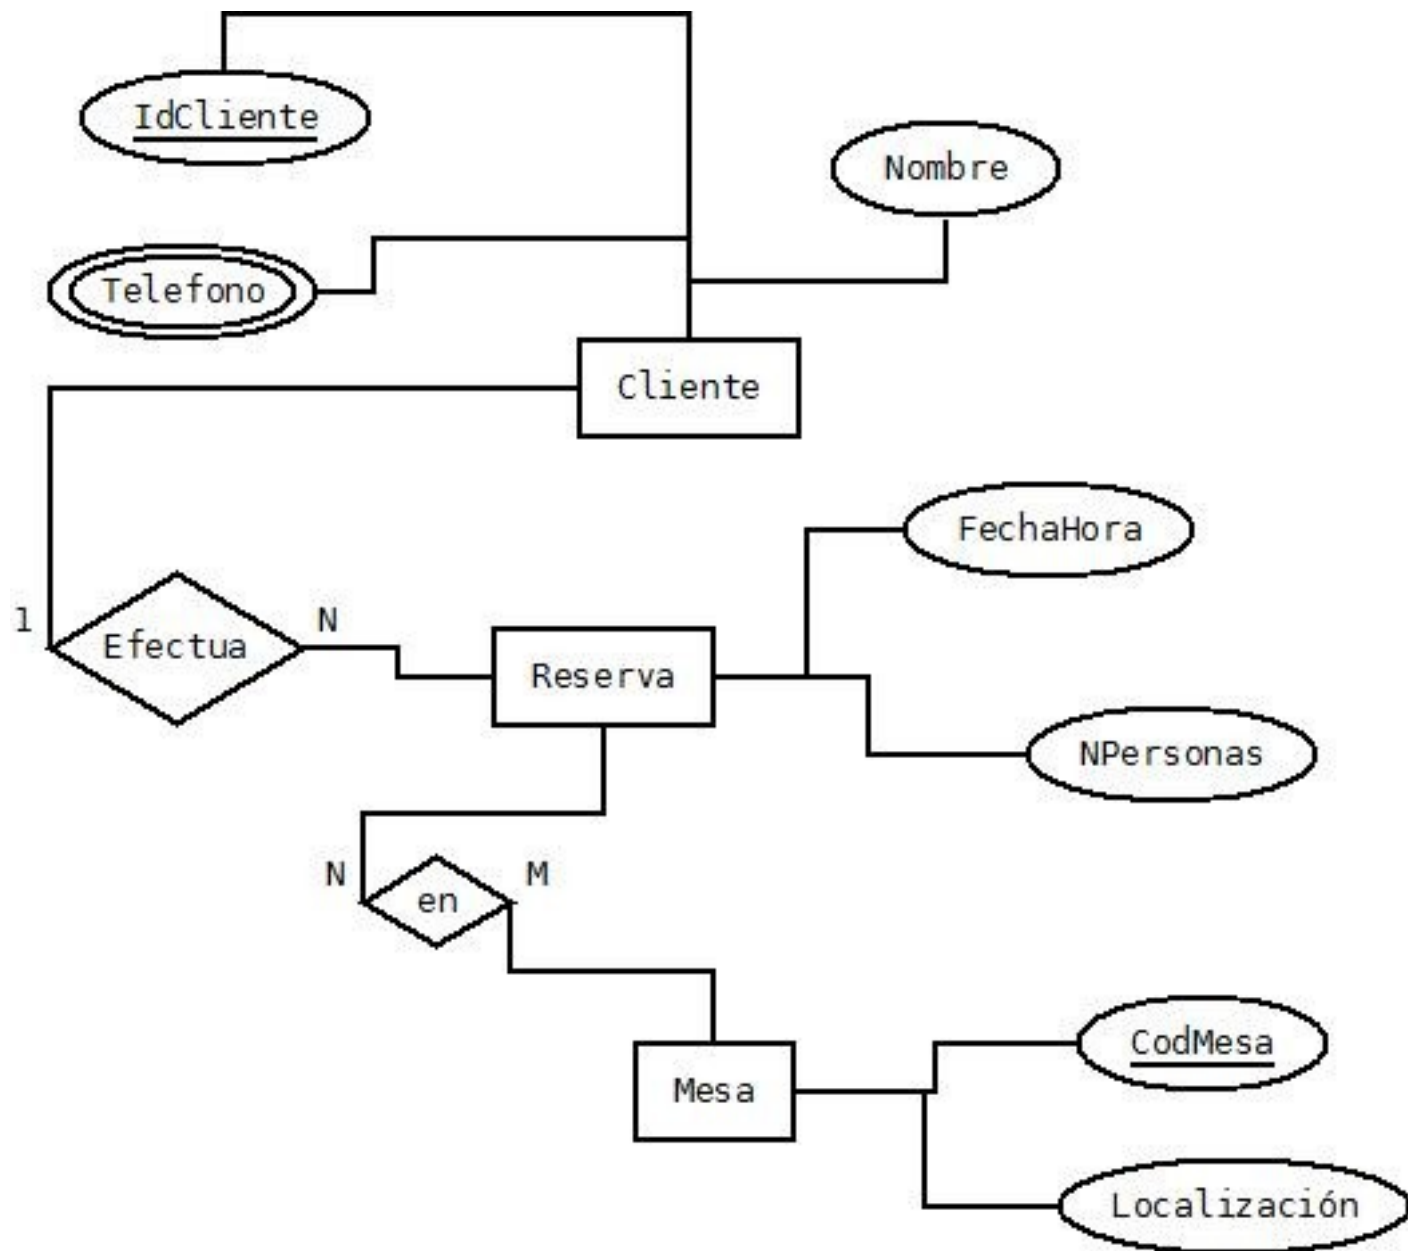 IdCliente
Nombre
Telefono
Cliente
FechaHora
1
Efectua
N
Reserva
NPersonas
N
en
M
CodMesa
Mesa
Localización